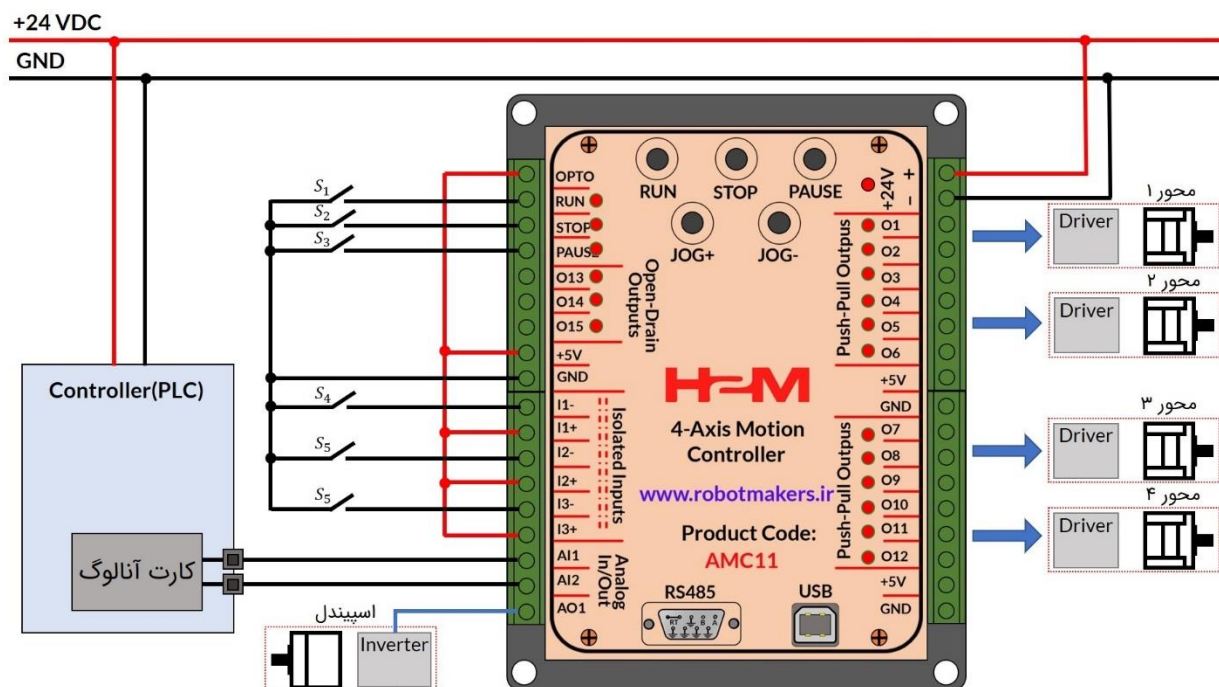 +24 VDC
GND
Controller(PLC)
کارت آنالوگ
S1
S2
S3
S4
S5
S5
OPTO
RUN
STOP
PAUSE
O13
O14
O15
Open-Drain
Outputs
+5V
GND
I1-
I1+
I2-
I2+
I3-
I3+
Isolated Inputs
AI1
AI2
AO1
Analog
In/Out
اسپیندل
Inverter
RUN
STOP
PAUSE
JOG+
JOG-
H2M
4-Axis Motion
Controller
www.robotmakers.ir
Product Code:
AMC11
RS485
RT
B
A
USB
+24V
+
-
O1
O2
O3
O4
O5
O6
Push-Pull Outpus
+5V
GND
O7
O8
O9
O10
O11
O12
Push-Pull Outpus
+5V
GND
محور ۱
Driver
محور ۲
Driver
محور ۳
Driver
محور ۴
Driver